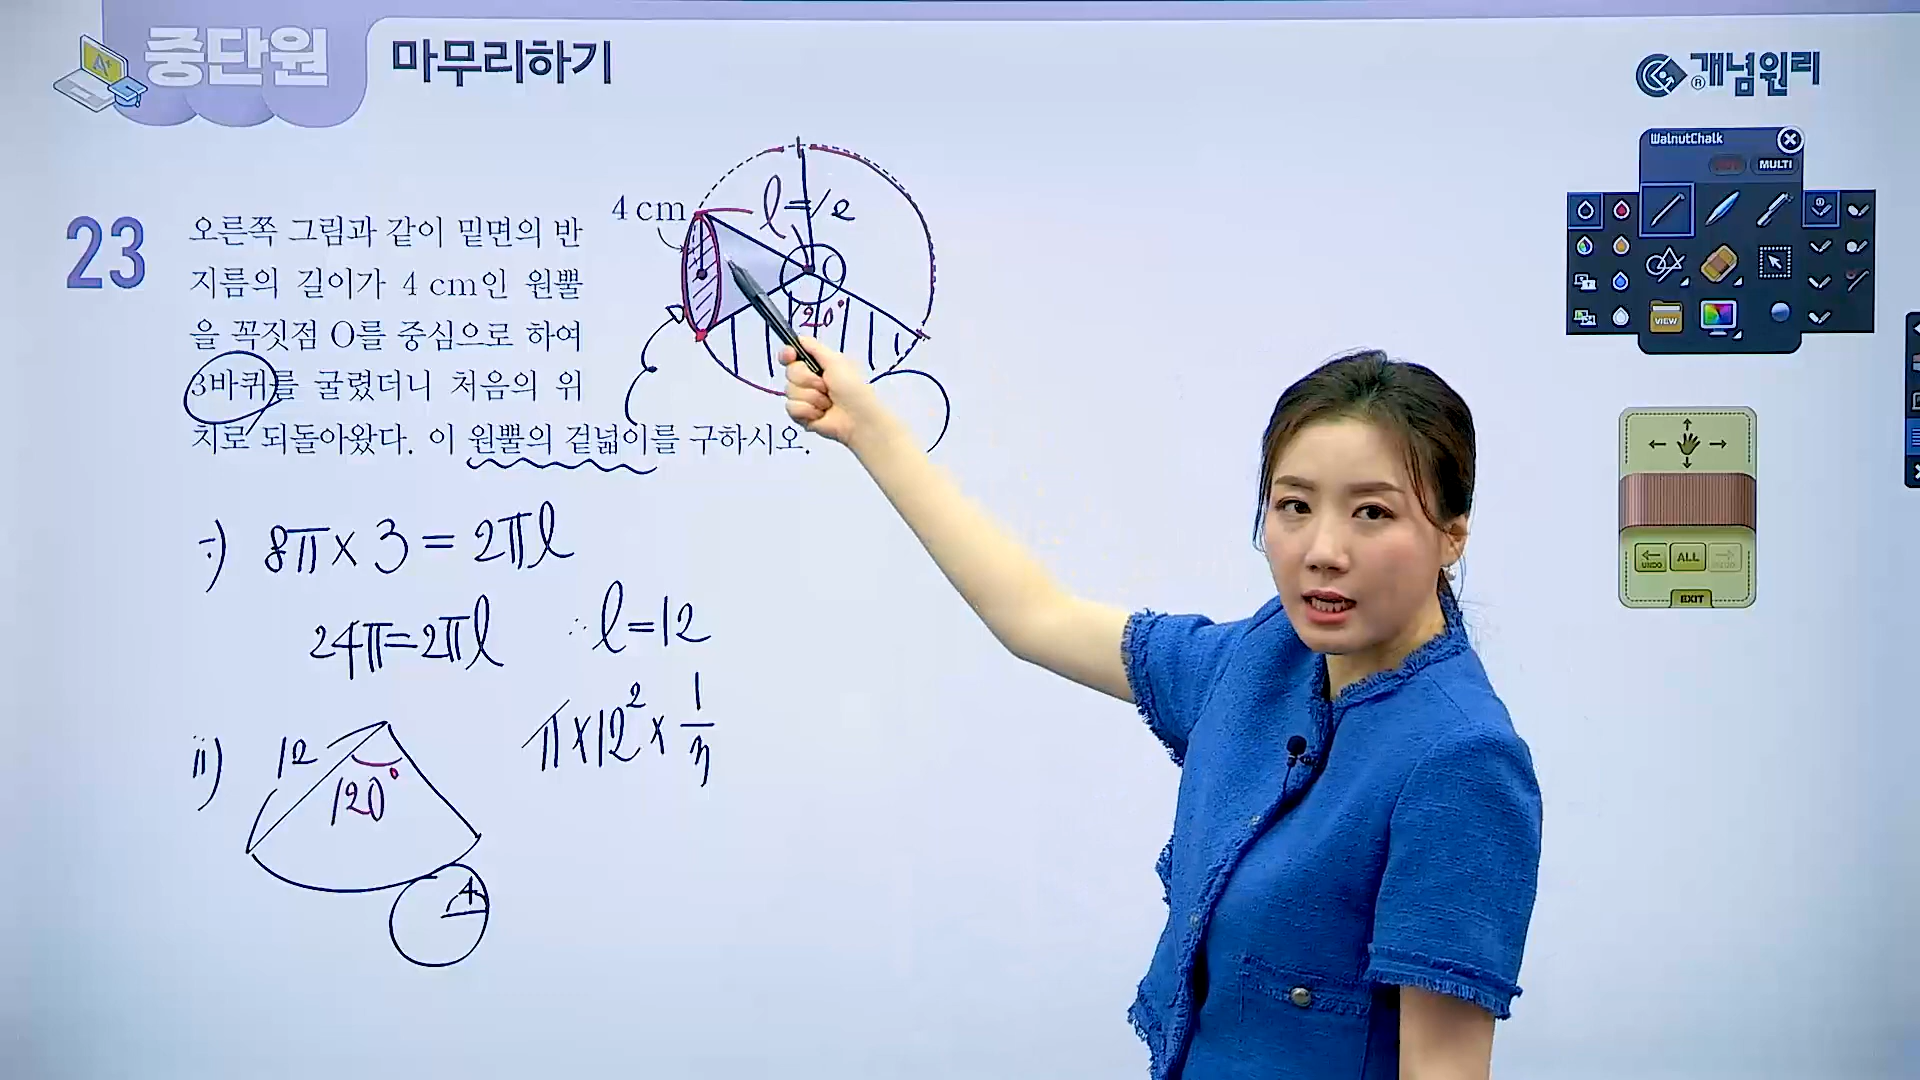 중단원 마무리하기
개념원리
WalnutChalk
MULTI
23
오른쪽 그림과 같이 밑면의 반
지름의 길이가 4 cm인 원뿔
을 꼭짓점 O를 중심으로 하여
3바퀴를 굴렸더니 처음의 위
치로 되돌아왔다. 이 원뿔의 겉넓이를 구하시오.
4 cm
l=12
O
120°
VIEW
UNDO
ALL
EXIT
i) 8π×3=2πl
24π=2πl ∴l=12
ii) 12
120°
4
π×12²×1/3